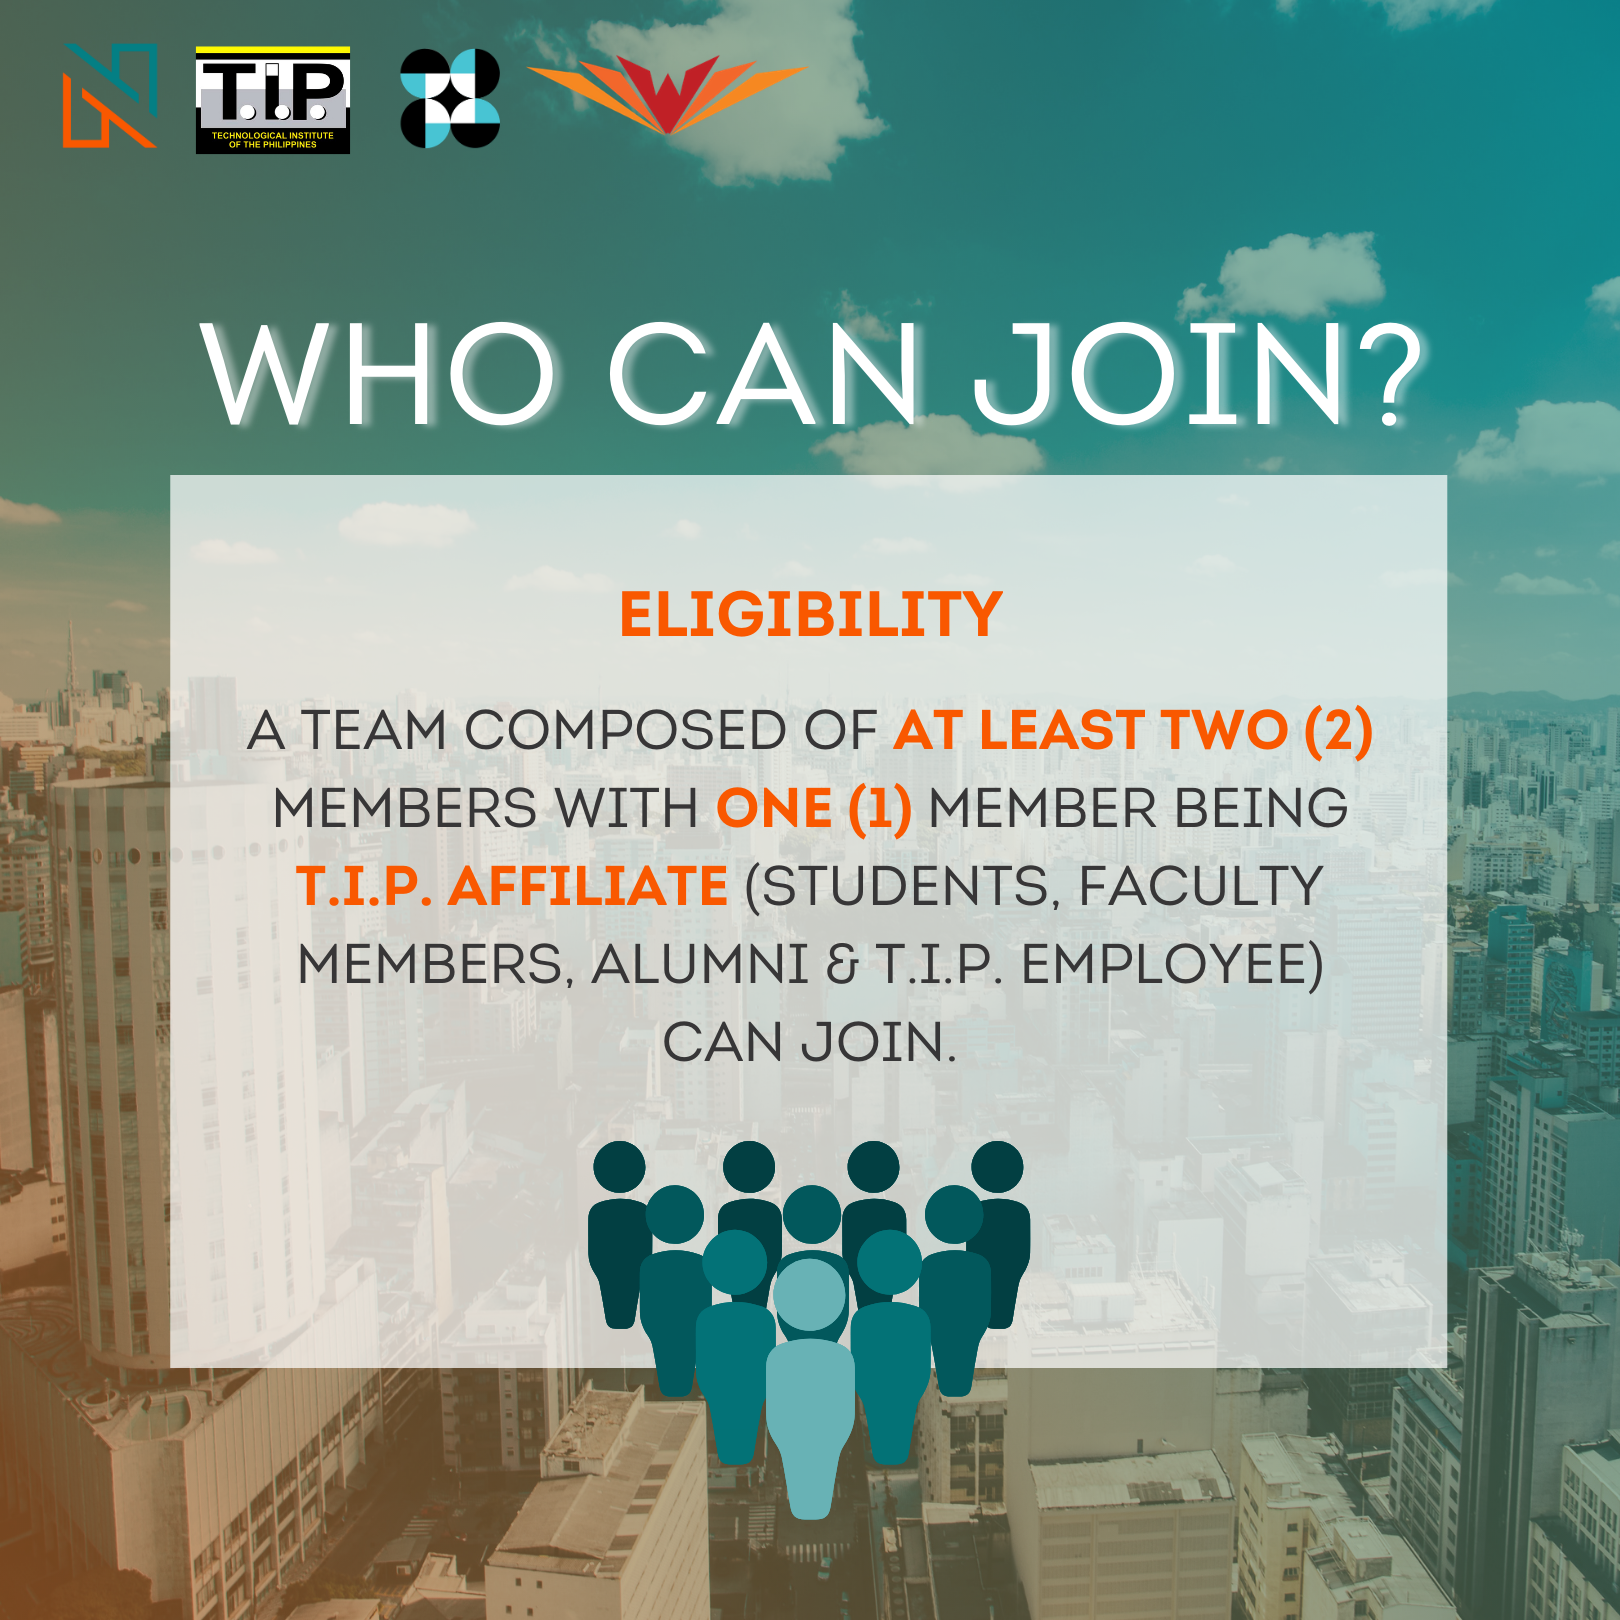 T.I.P.
TECHNOLOGICAL INSTITUTE
OF THE PHILIPPINES
WHO CAN JOIN?
ELIGIBILITY
A TEAM COMPOSED OF AT LEAST TWO (2)
MEMBERS WITH ONE (1) MEMBER BEING
T.I.P. AFFILIATE (STUDENTS, FACULTY
MEMBERS, ALUMNI & T.I.P. EMPLOYEE)
CAN JOIN.